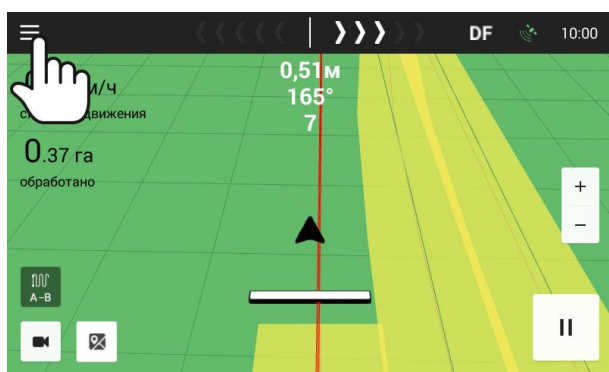 DF
10:00
0,51м
165°
7
м/ч
движения
0.37 га
обработано
+
−
A–B